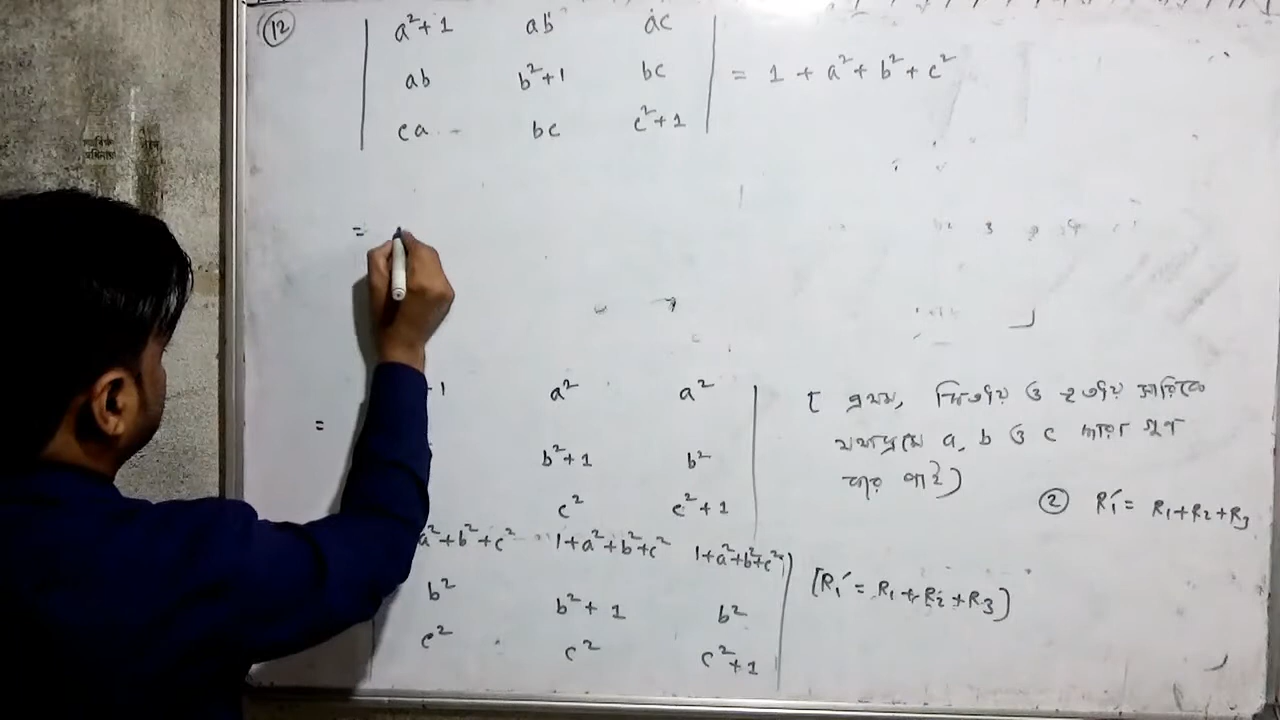 12
a²+1 ab ac
ab b²+1 bc = 1 + a² + b² + c²
ca bc c²+1
=
1 a² a² [ প্রথম, দ্বিতীয় ও তৃতীয় সারিকে
= b²+1 b² যথাক্রমে a, b ও c দ্বারা গুণ
c² c²+1 করে পাই)
② R₁′ = R₁+R₂+R₃
a²+b²+c² 1+a²+b²+c² 1+a²+b²+c²
b² b²+1 b² [R₁′ = R₁+R₂+R₃)
c² c² c²+1